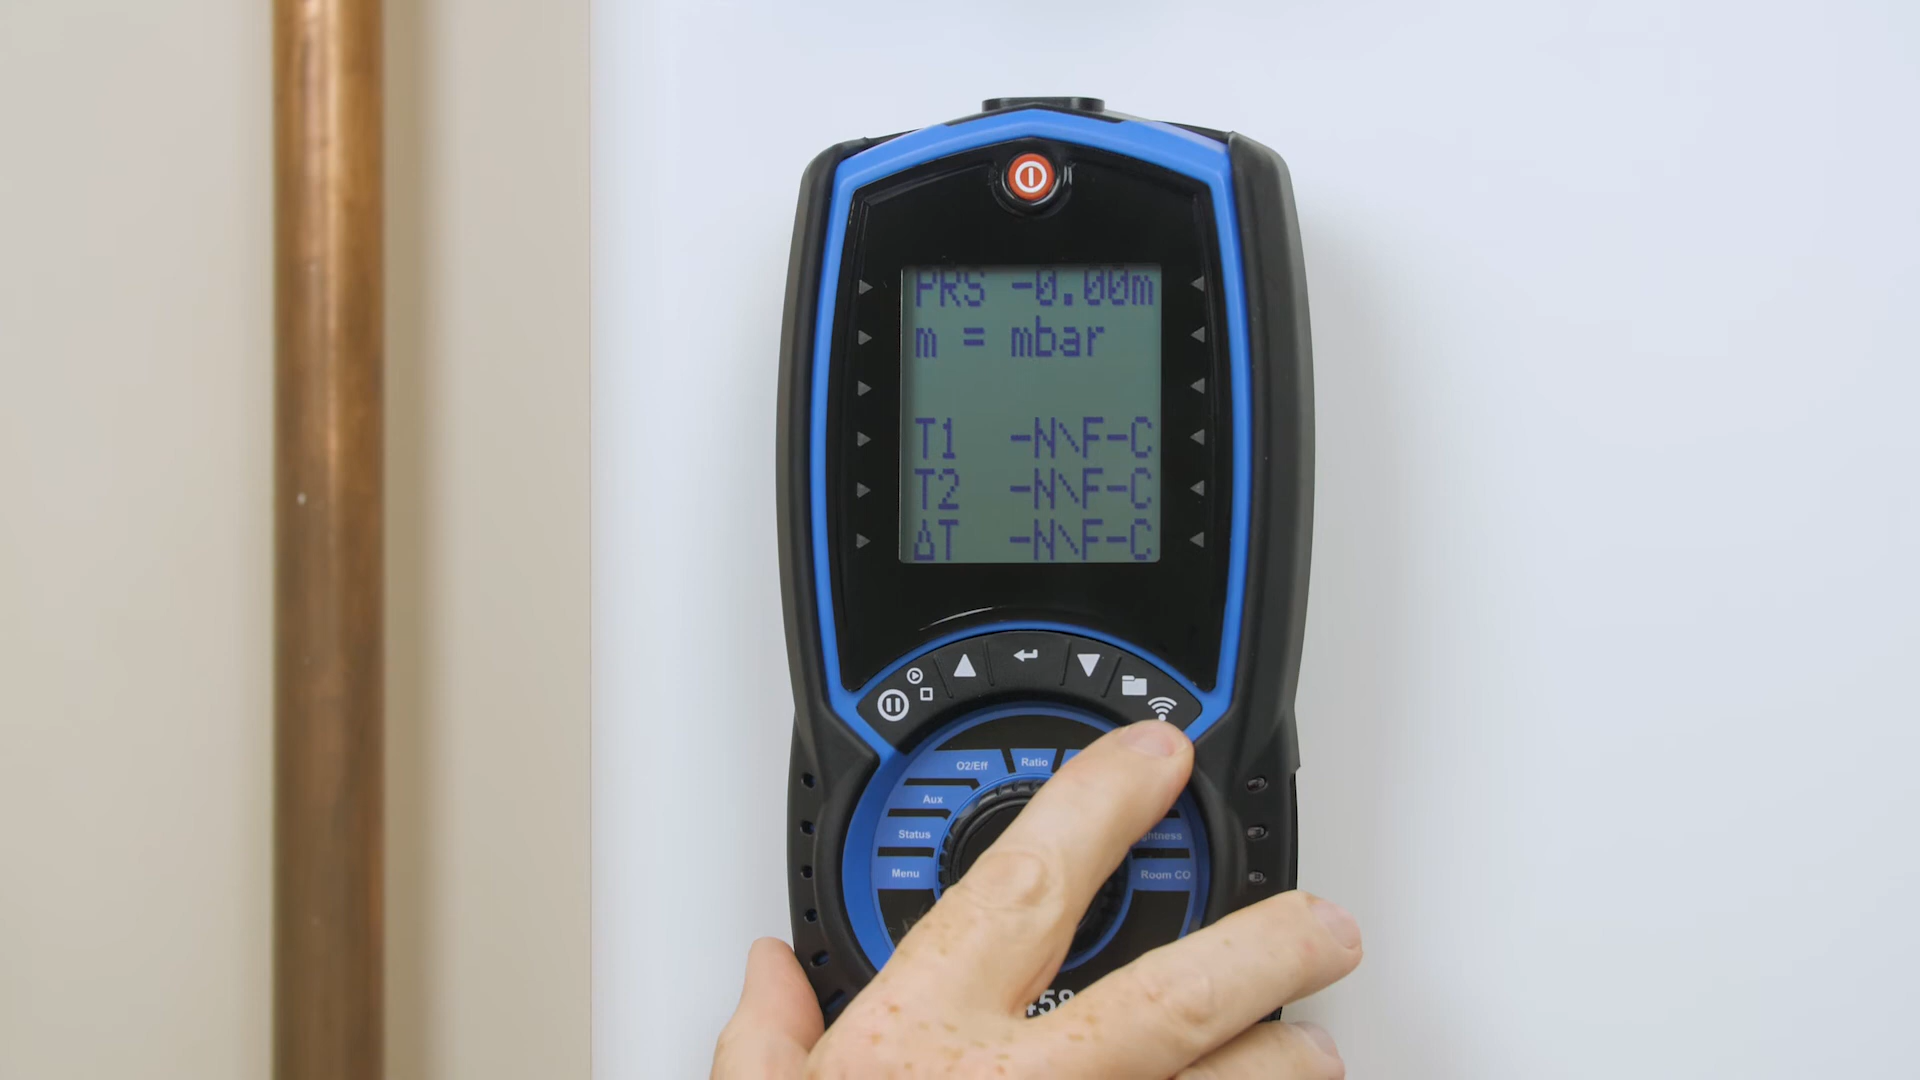 PRS -0.00m
m = mbar
T1 -N\F-C
T2 -N\F-C
ΔT -N\F-C
O2/Eff
Ratio
Aux
Status
Menu
Room CO